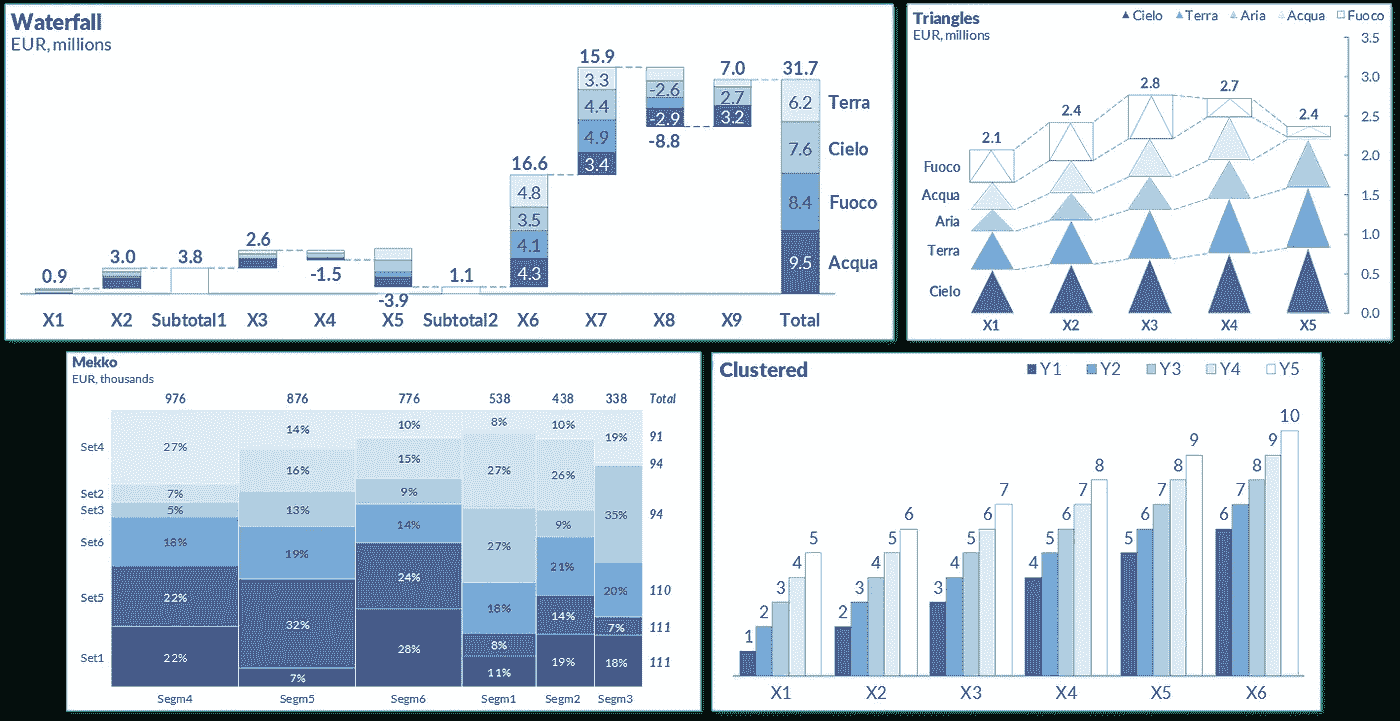 Waterfall
EUR, millions
0.9 3.0 3.8 2.6 -1.5 -3.9 1.1 16.6 15.9 -8.8 7.0 31.7
4.8 3.5 4.1 4.3
3.3 4.4 4.9 3.4
-2.6 -2.9
2.7 3.2
6.2 Terra
7.6 Cielo
8.4 Fuoco
9.5 Acqua
X1 X2 Subtotal1 X3 X4 X5 Subtotal2 X6 X7 X8 X9 Total
Triangles
EUR, millions
Cielo Terra Aria Acqua Fuoco
3.5
3.0
2.5
2.0
1.5
1.0
0.5
0.0
2.1 2.4 2.8 2.7 2.4
Fuoco
Acqua
Aria
Terra
Cielo
X1 X2 X3 X4 X5
Mekko
EUR, thousands
976 876 776 538 438 338 Total
Set4 27% 14% 10% 8% 10% 19% 91
Set2 7% 16% 15% 27% 26% 35% 94
Set3 5% 13% 9% 27% 9% 20% 94
Set6 18% 19% 14% 18% 21% 7% 110
Set5 22% 32% 24% 8% 14% 18% 111
Set1 22% 7% 28% 11% 19% 111
Segm4 Segm5 Segm6 Segm1 Segm2 Segm3
Clustered
Y1 Y2 Y3 Y4 Y5
1 2 3 4 5
2 3 4 5 6
3 4 5 6 7
4 5 6 7 8
5 6 7 8 9
6 7 8 9 10
X1 X2 X3 X4 X5 X6